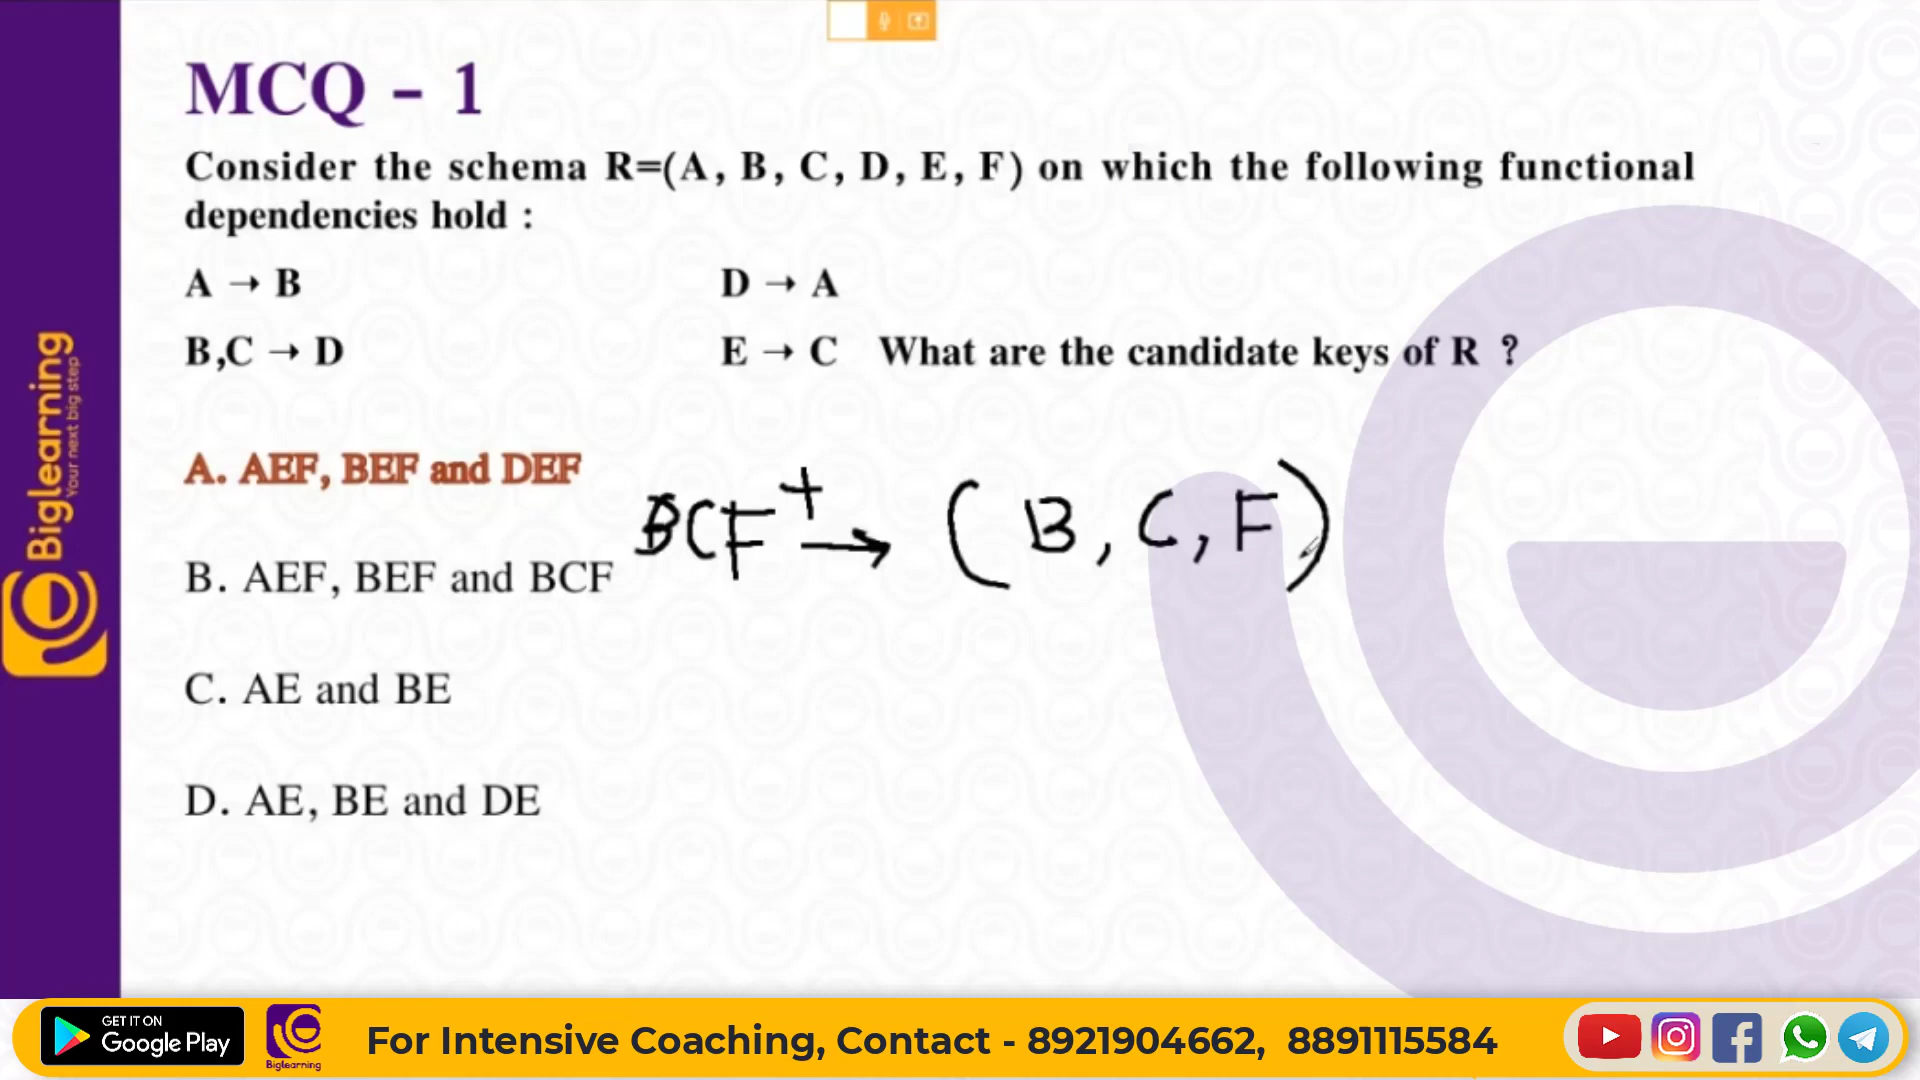 MCQ - 1
Consider the schema R=(A, B, C, D, E, F) on which the following functional
dependencies hold :
A → B
D → A
B,C → D
E → C What are the candidate keys of R ?
A. AEF, BEF and DEF
BCF⁺ → (B, C, F)
B. AEF, BEF and BCF
C. AE and BE
D. AE, BE and DE
Biglearning
Your next big step
GET IT ON
Google Play
Biglearning
For Intensive Coaching, Contact - 8921904662, 8891115584